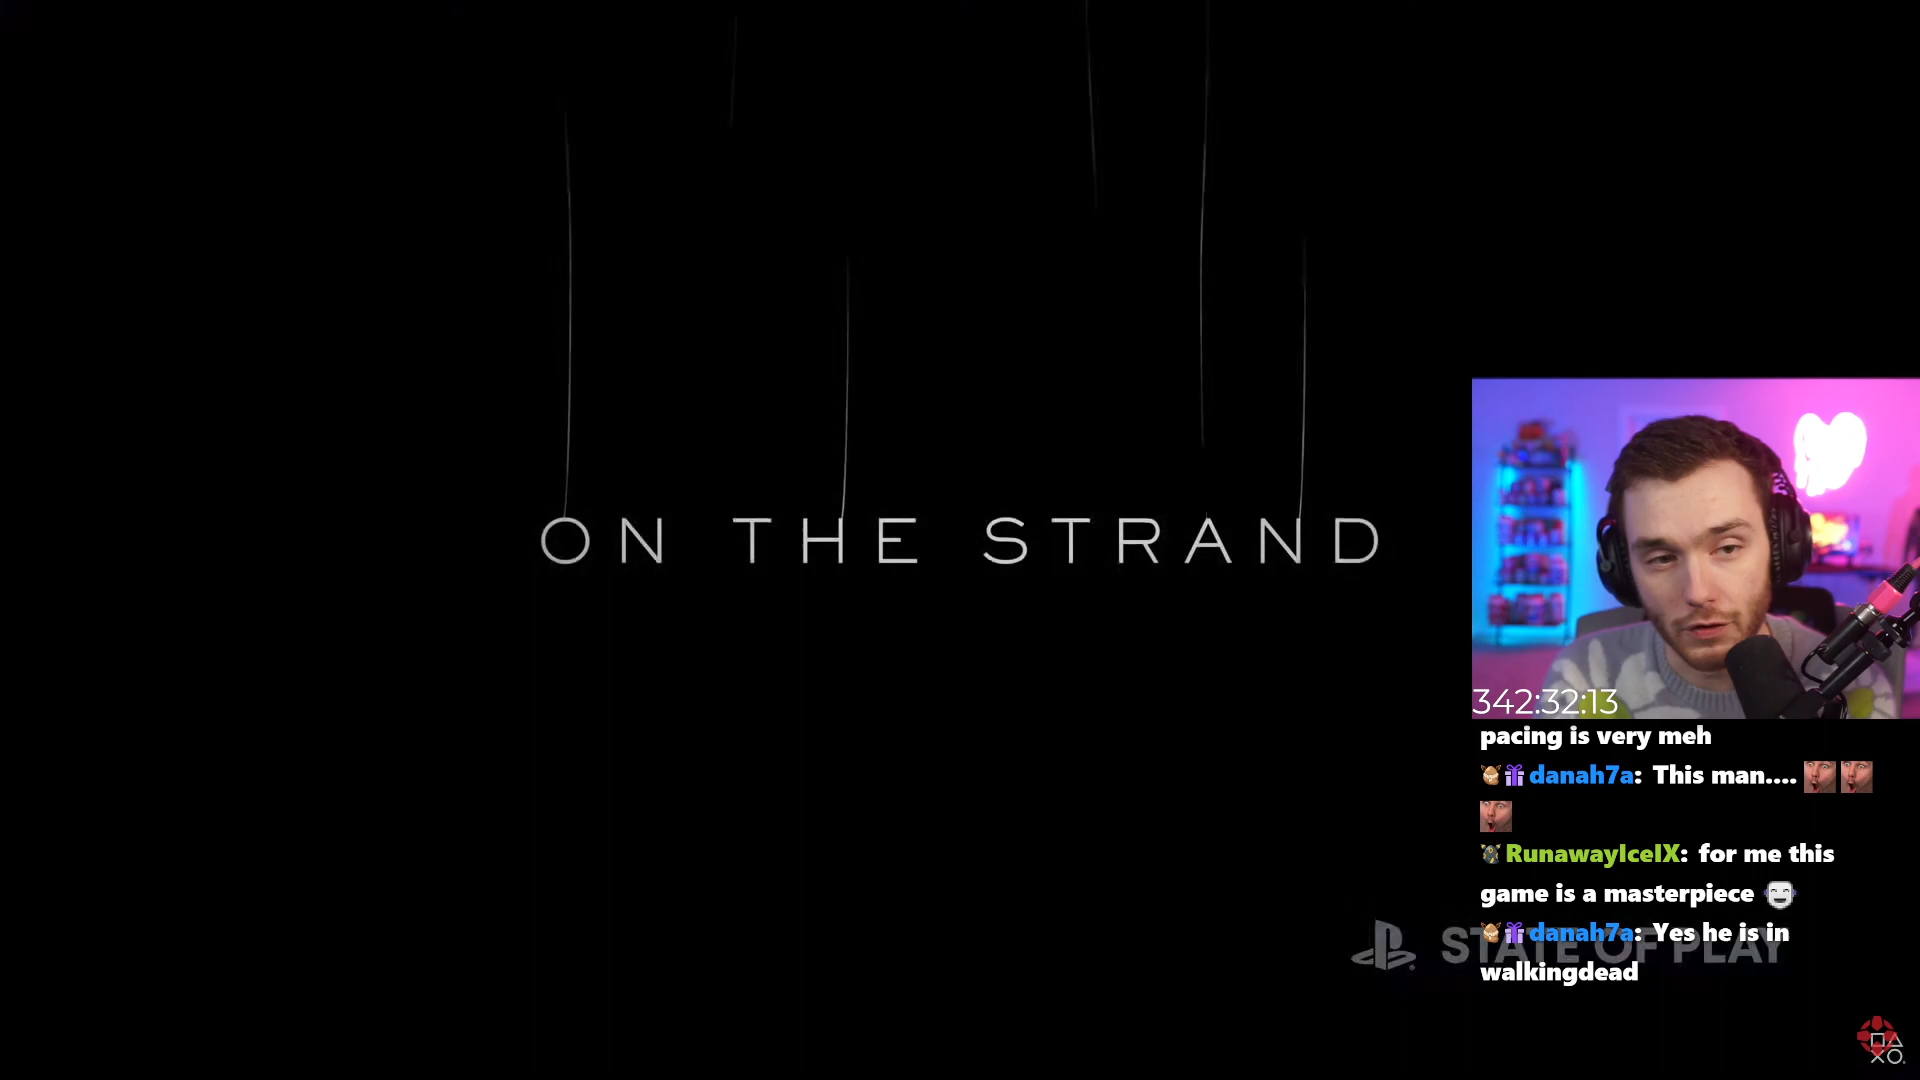 ON THE STRAND
342:32:13
pacing is very meh
danah7a: This man....
RunawayIceIX: for me this
game is a masterpiece
danah7a: Yes he is in
walkingdead
STATE OF PLAY